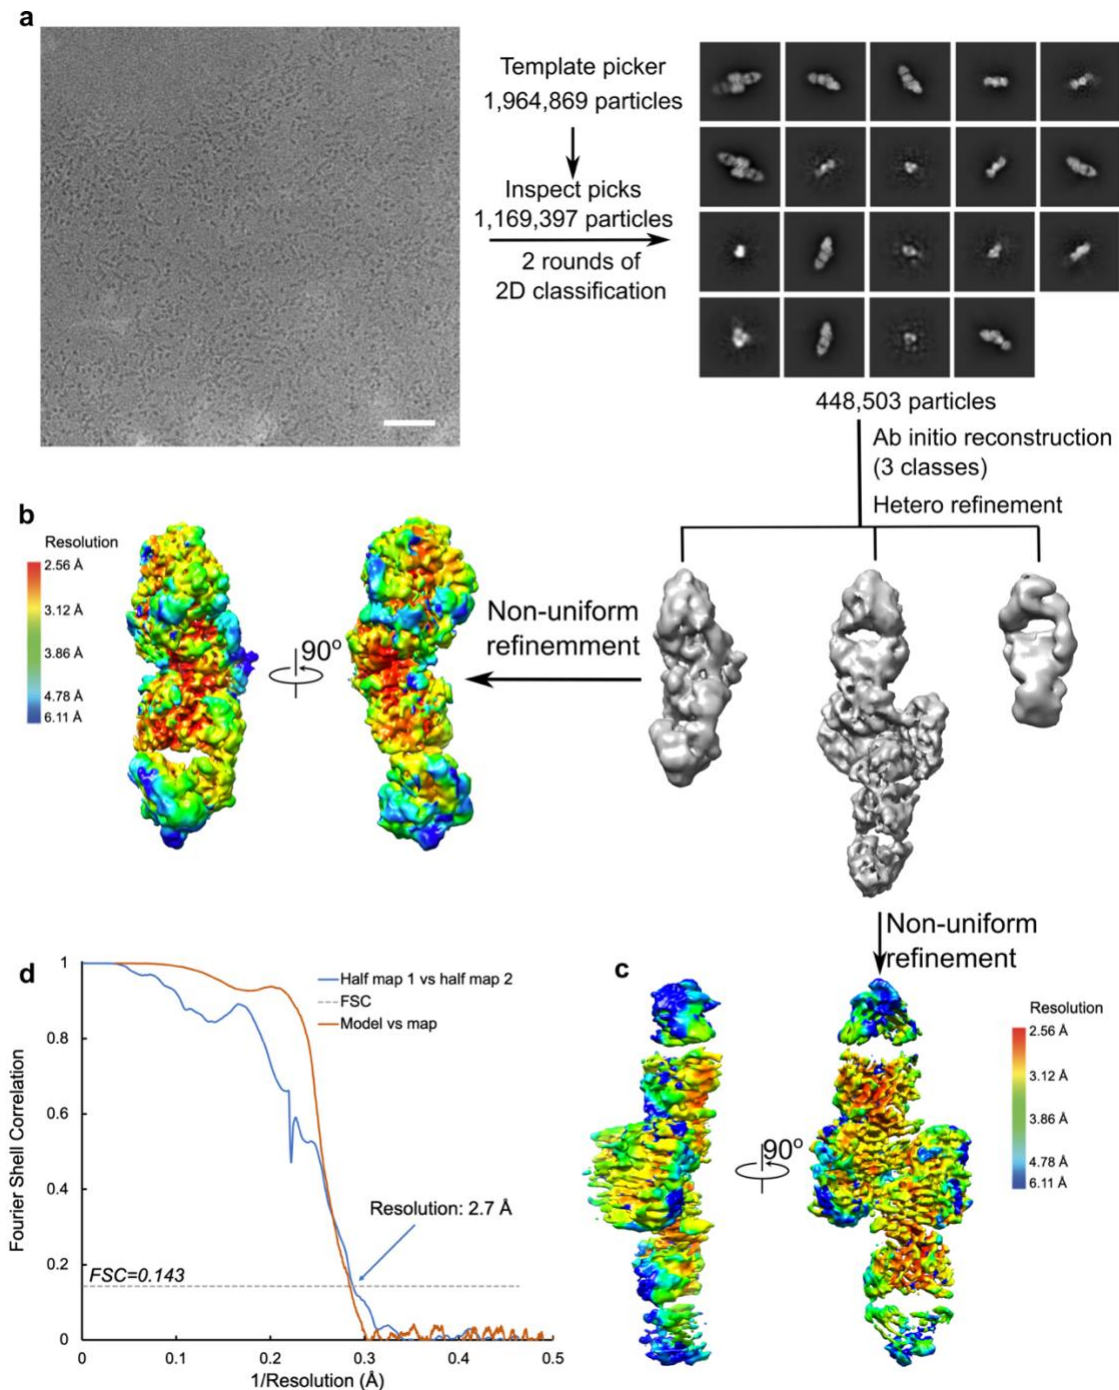 a
Template picker
1,964,869 particles
Inspect picks
1,169,397 particles
2 rounds of
2D classification
448,503 particles
Ab initio reconstruction
(3 classes)
Hetero refinement
b
Resolution
2.56 Å
3.12 Å
3.86 Å
4.78 Å
6.11 Å
90°
Non-uniform
refinemment
Non-uniform
refinement
c
Resolution
2.56 Å
3.12 Å
3.86 Å
4.78 Å
6.11 Å
90°
d
Half map 1 vs half map 2
FSC
Model vs map
Resolution: 2.7 Å
FSC=0.143
Fourier Shell Correlation
1
0.8
0.6
0.4
0.2
0
0 0.1 0.2 0.3 0.4 0.5
1/Resolution (Å)